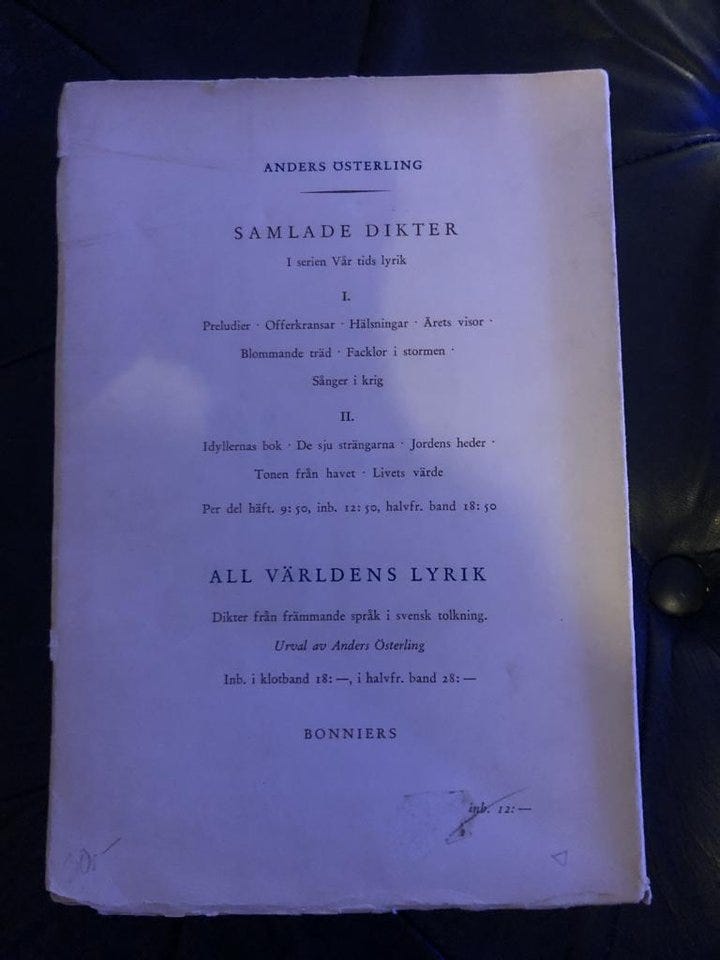 ANDERS ÖSTERLING
SAMLADE DIKTER
I serien Vår tids lyrik
I.
Preludier · Offerkransar · Hälsningar · Årets visor ·
Blommande träd · Facklor i stormen ·
Sånger i krig
II.
Idyllernas bok · De sju strängarna · Jordens heder ·
Tonen från havet · Livets värde
Per del häft. 9: 50, inb. 12: 50, halvfr. band 18: 50
ALL VÄRLDENS LYRIK
Dikter från främmande språk i svensk tolkning.
Urval av Anders Österling
Inb. i klotband 18: —, i halvfr. band 28: —
BONNIERS
inb. 12: —